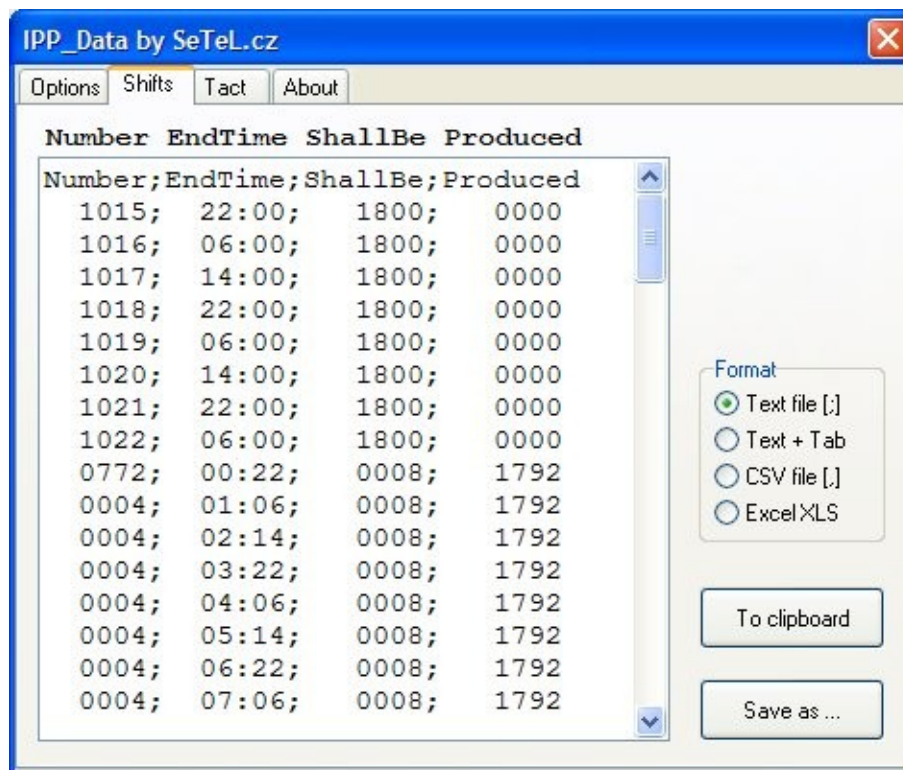 IPP_Data by SeTeL.cz
Options Shifts Tact About
Number EndTime ShallBe Produced
Number;EndTime;ShallBe;Produced
1015; 22:00; 1800; 0000
1016; 06:00; 1800; 0000
1017; 14:00; 1800; 0000
1018; 22:00; 1800; 0000
1019; 06:00; 1800; 0000
1020; 14:00; 1800; 0000
1021; 22:00; 1800; 0000
1022; 06:00; 1800; 0000
0772; 00:22; 0008; 1792
0004; 01:06; 0008; 1792
0004; 02:14; 0008; 1792
0004; 03:22; 0008; 1792
0004; 04:06; 0008; 1792
0004; 05:14; 0008; 1792
0004; 06:22; 0008; 1792
0004; 07:06; 0008; 1792
Format
Text file [;]
Text + Tab
CSV file [,]
Excel XLS
To clipboard
Save as ...